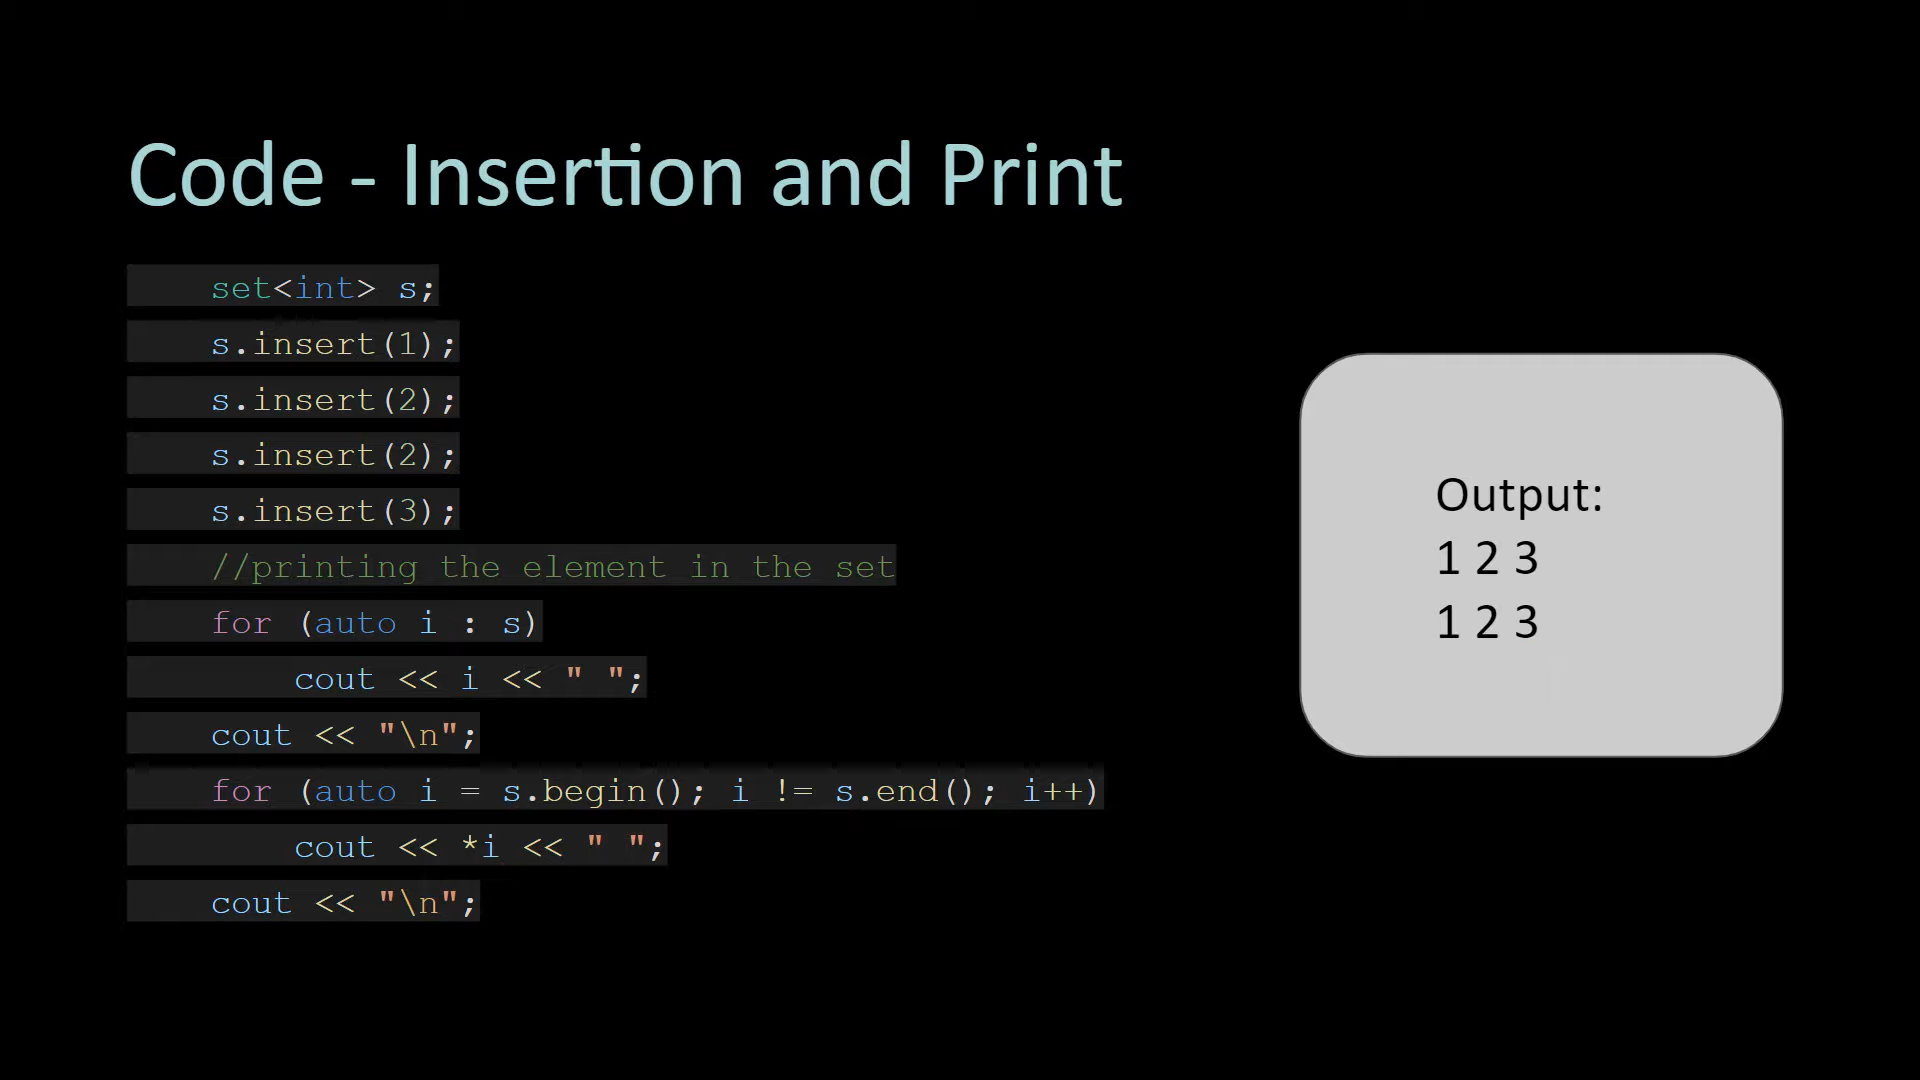 Code - Insertion and Print
set<int> s;
s.insert(1);
s.insert(2);
s.insert(2);
s.insert(3);
//printing the element in the set
for (auto i : s)
cout << i << " ";
cout << "\n";
for (auto i = s.begin(); i != s.end(); i++)
cout << *i << " ";
cout << "\n";
Output:
1 2 3
1 2 3